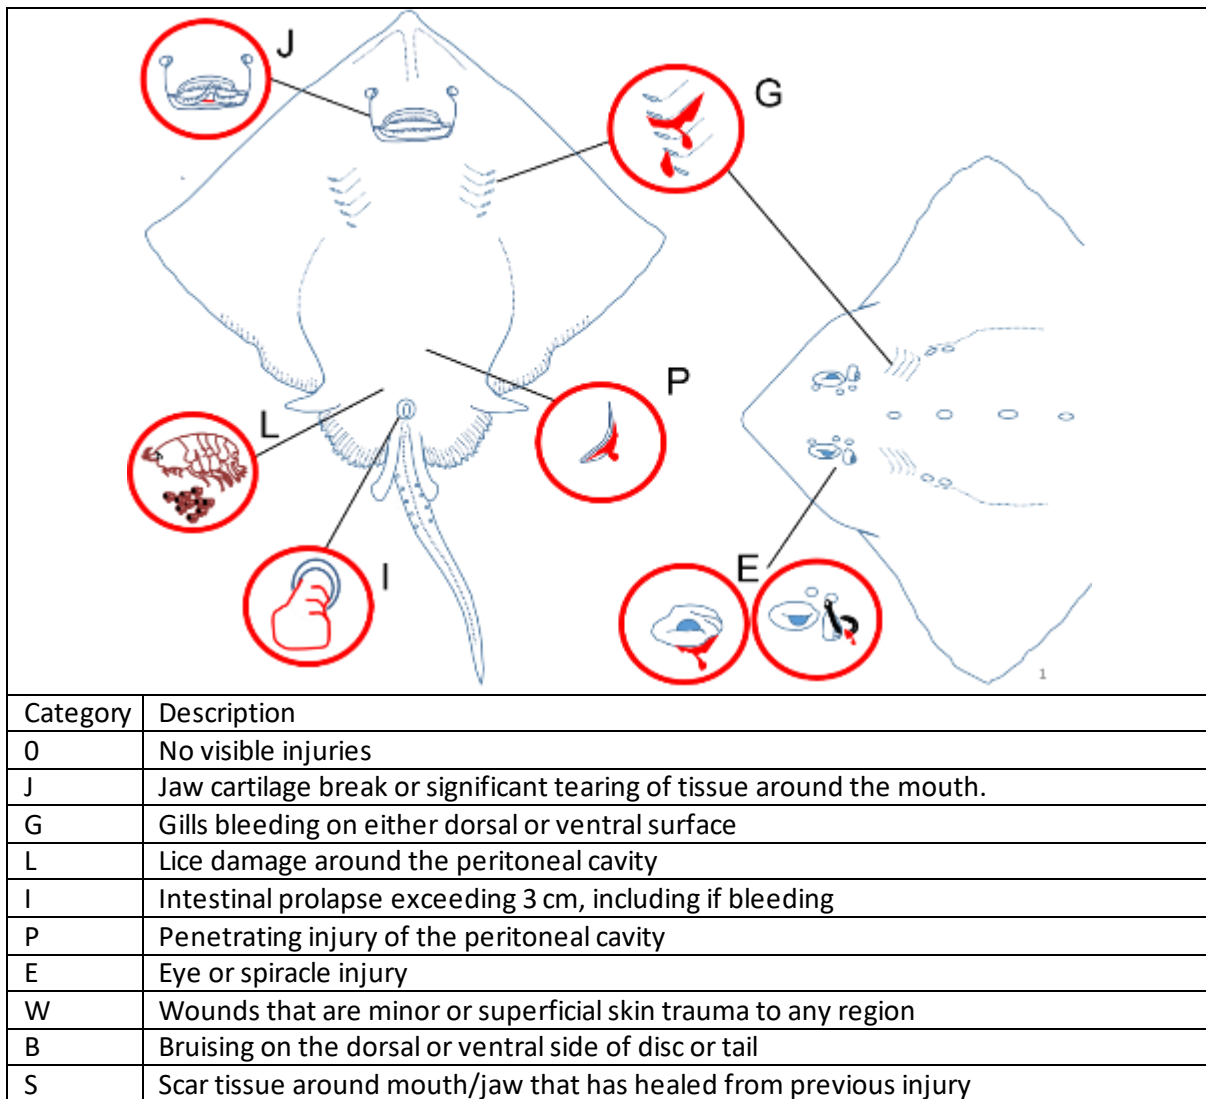 J
G
P
L
I
E
1
Category Description
0 No visible injuries
J Jaw cartilage break or significant tearing of tissue around the mouth.
G Gills bleeding on either dorsal or ventral surface
L Lice damage around the peritoneal cavity
I Intestinal prolapse exceeding 3 cm, including if bleeding
P Penetrating injury of the peritoneal cavity
E Eye or spiracle injury
W Wounds that are minor or superficial skin trauma to any region
B Bruising on the dorsal or ventral side of disc or tail
S Scar tissue around mouth/jaw that has healed from previous injury